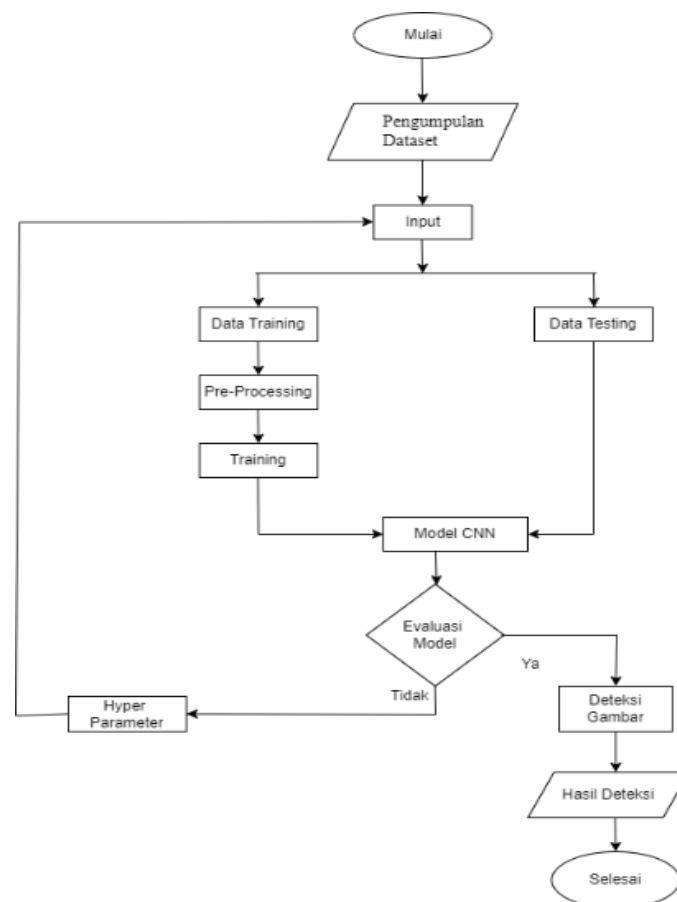 Mulai
Pengumpulan
Dataset
Input
Data Training
Data Testing
Pre-Processing
Training
Model CNN
Evaluasi
Model
Ya
Tidak
Hyper
Parameter
Deteksi
Gambar
Hasil Deteksi
Selesai